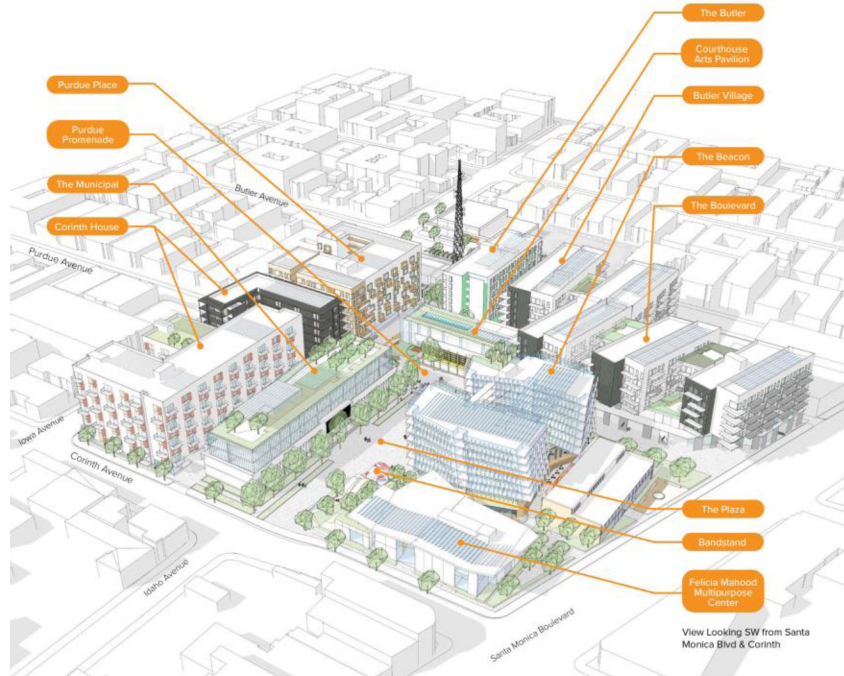 The Butler
Courthouse
Arts Pavilion
Purdue Place
Butler Village
Purdue
Promenade
The Beacon
The Municipal
Butler Avenue
The Boulevard
Corinth House
Purdue Avenue
Iowa Avenue
Corinth Avenue
The Plaza
Bandstand
Idaho Avenue
Felicia Mahood
Multipurpose
Center
Santa Monica Boulevard
View Looking SW from Santa
Monica Blvd & Corinth